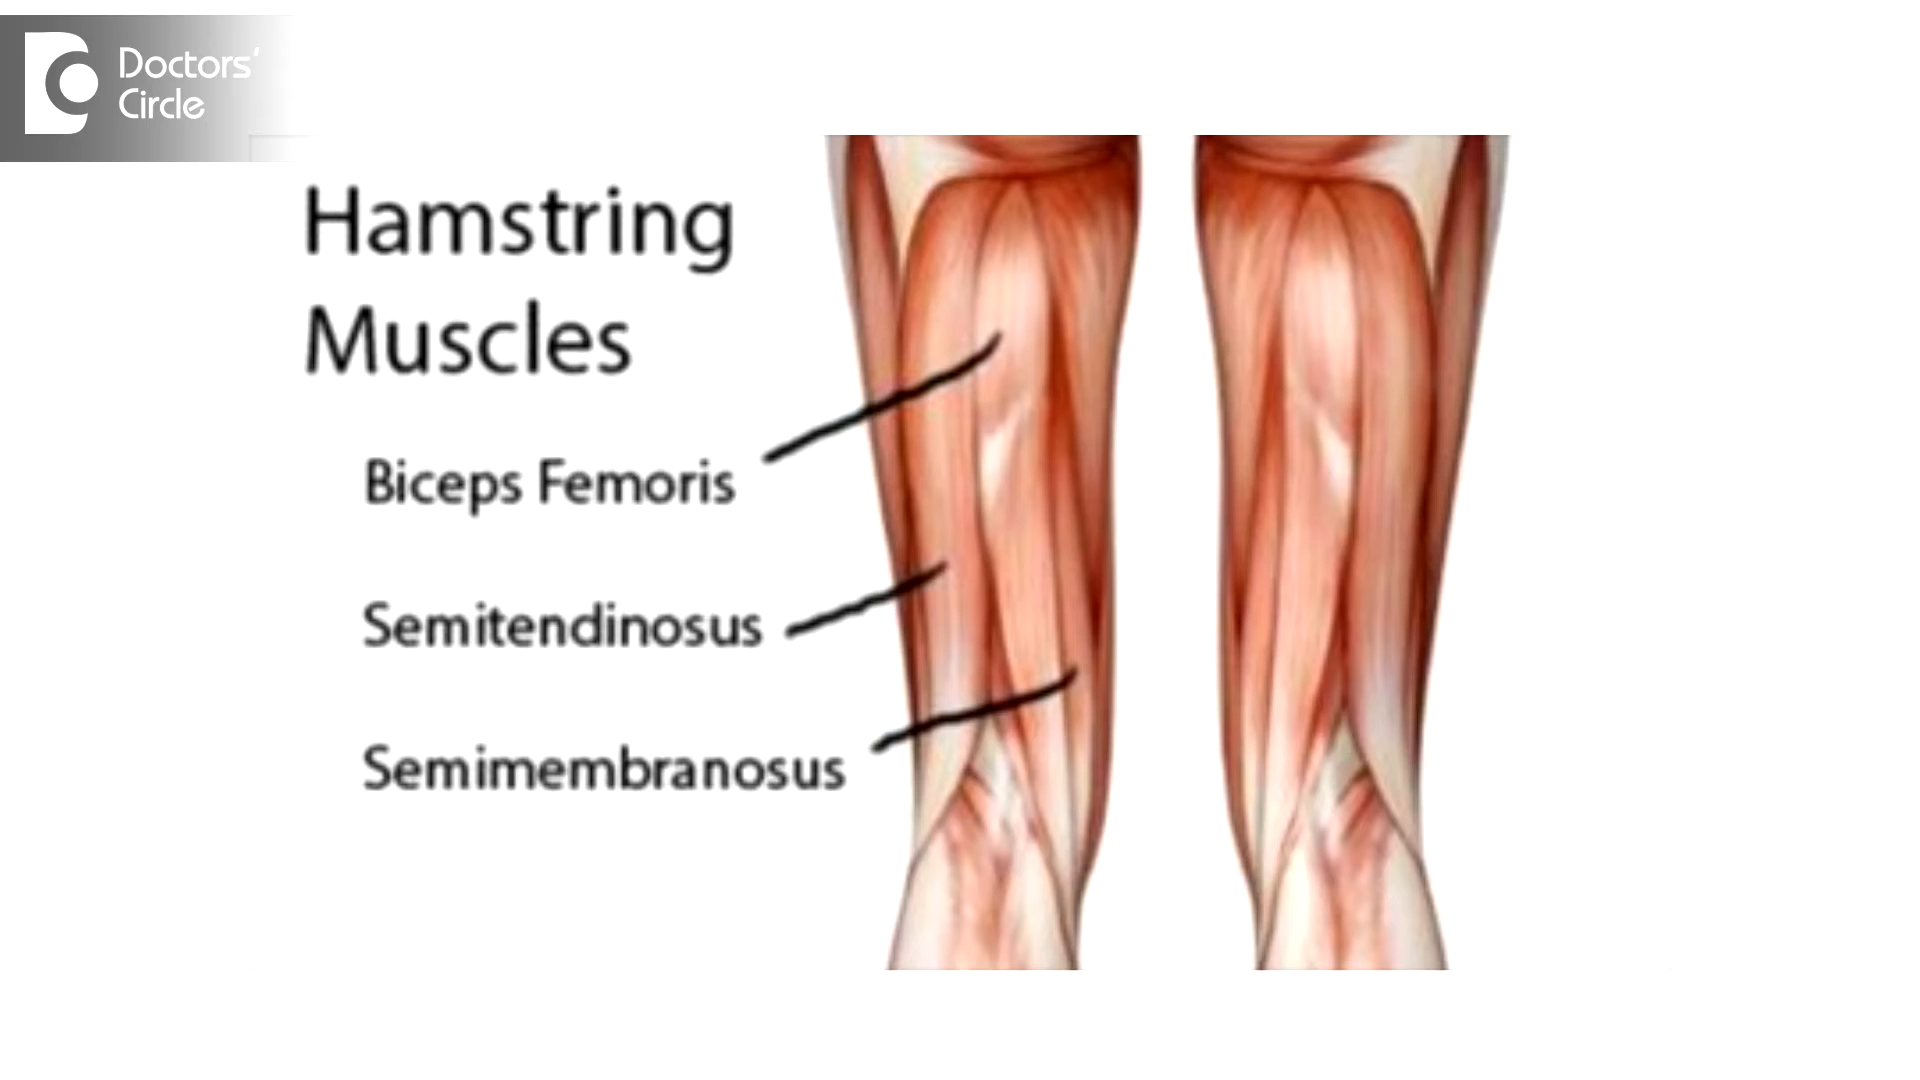 Doctors'
Circle
Hamstring
Muscles
Biceps Femoris
Semitendinosus
Semimembranosus